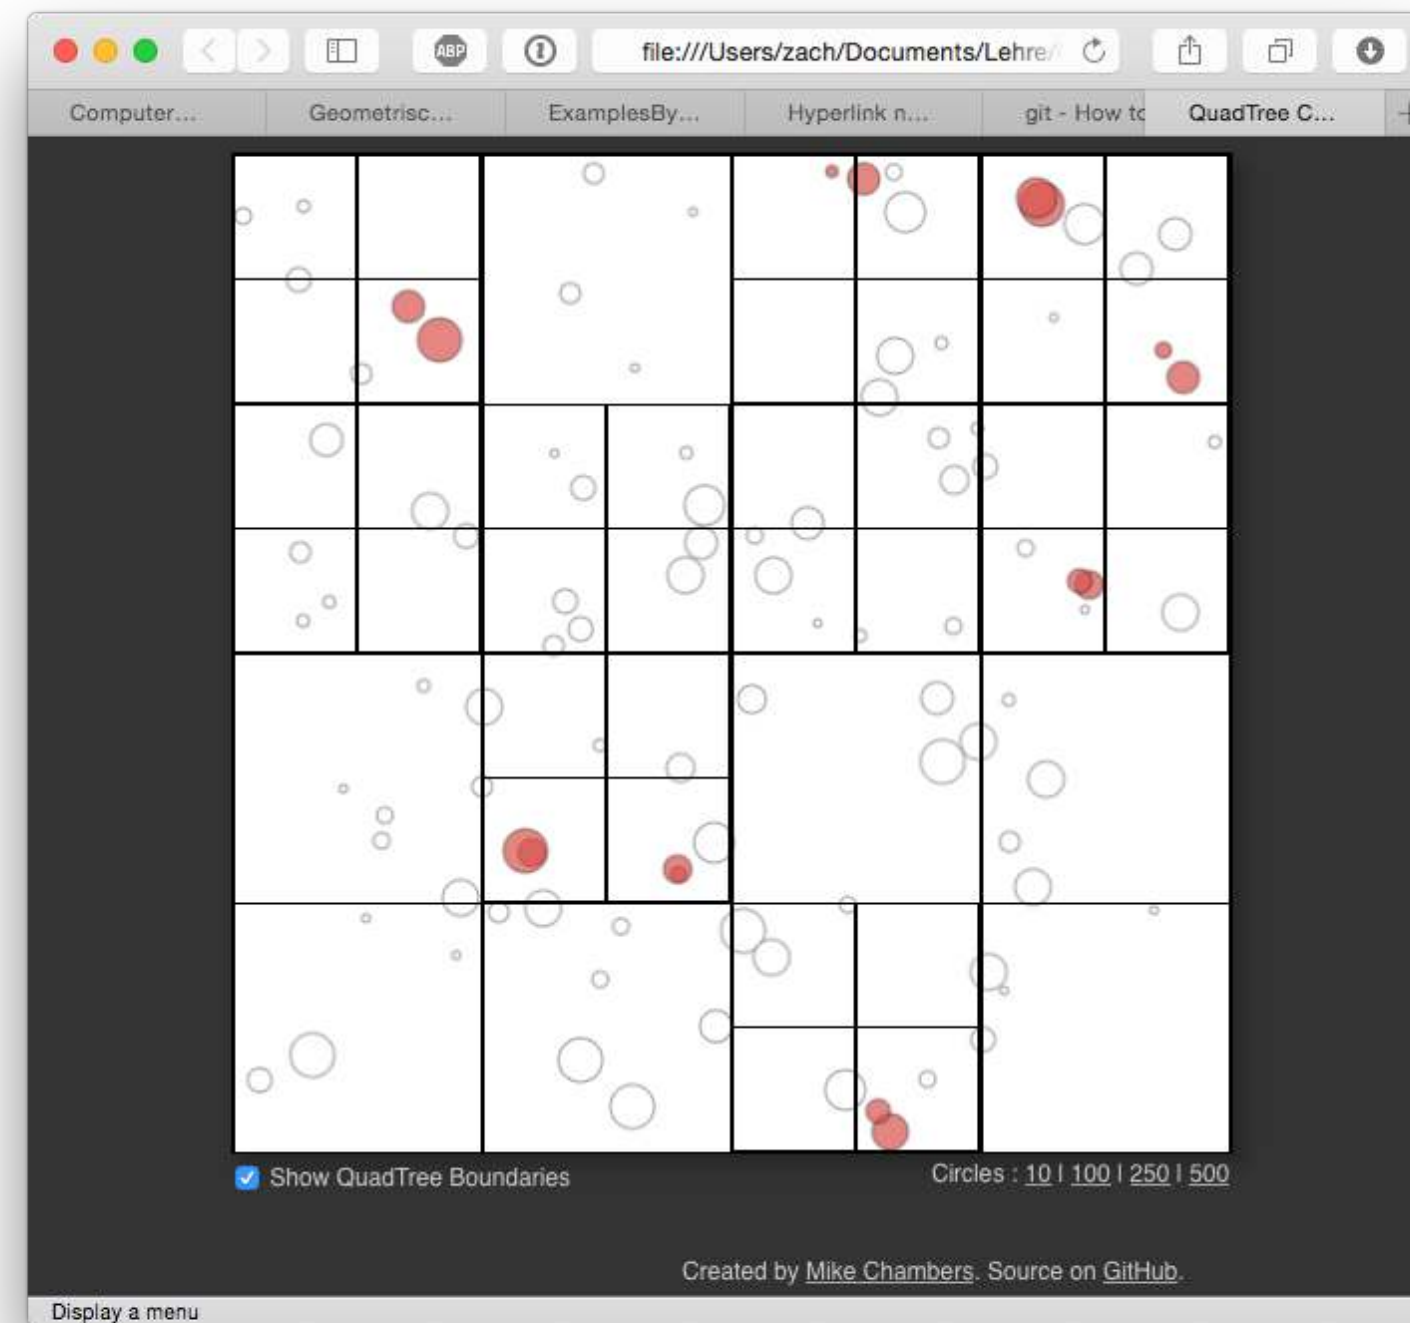 ABP
file:///Users/zach/Documents/Lehre/
Computer...
Geometrisc...
ExamplesBy...
Hyperlink n...
git - How to
QuadTree C...
Show QuadTree Boundaries
Circles : 10 | 100 | 250 | 500
Created by Mike Chambers. Source on GitHub.
Display a menu